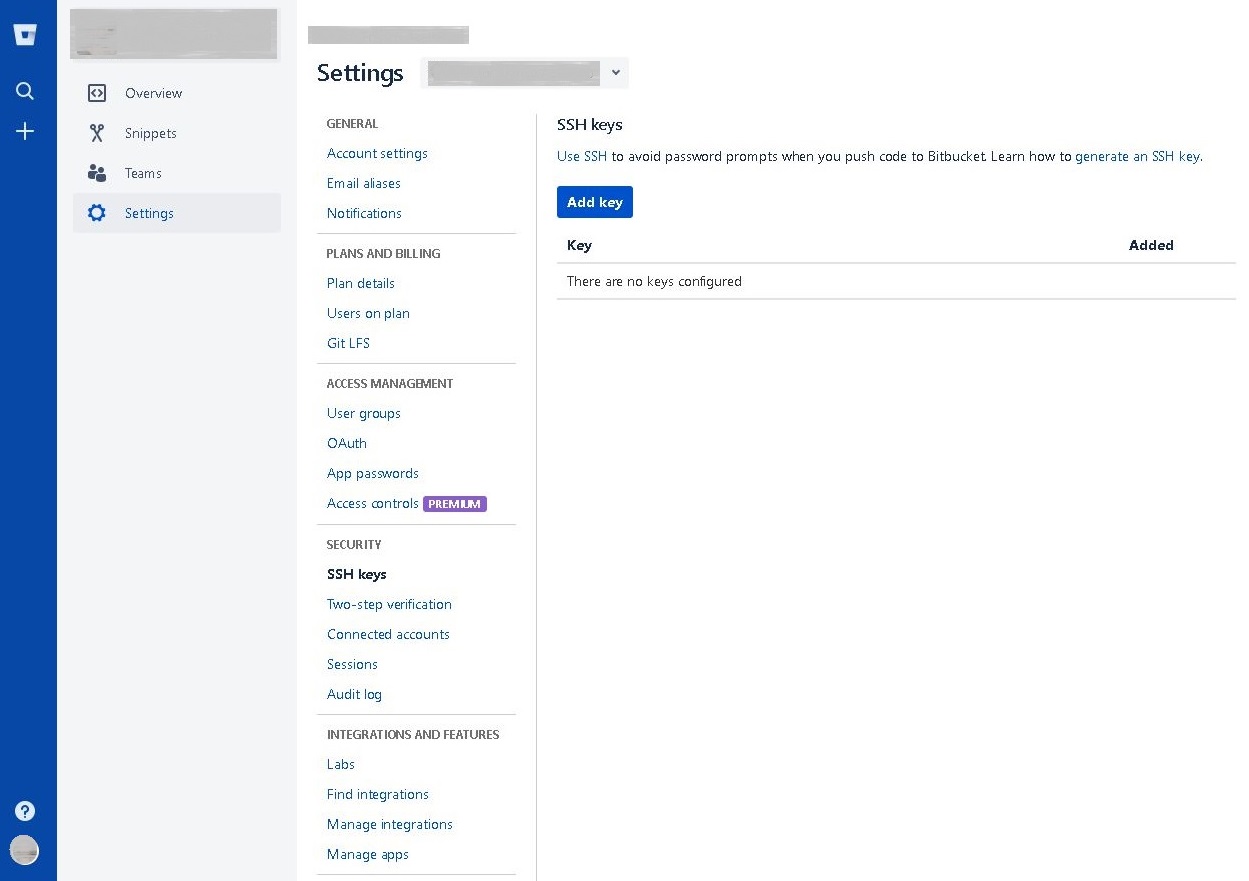 Overview
Snippets
Teams
Settings
Settings
GENERAL
Account settings
Email aliases
Notifications
PLANS AND BILLING
Plan details
Users on plan
Git LFS
ACCESS MANAGEMENT
User groups
OAuth
App passwords
Access controls PREMIUM
SECURITY
SSH keys
Two-step verification
Connected accounts
Sessions
Audit log
INTEGRATIONS AND FEATURES
Labs
Find integrations
Manage integrations
Manage apps
SSH keys
Use SSH to avoid password prompts when you push code to Bitbucket. Learn how to generate an SSH key.
Add key
Key Added
There are no keys configured
?